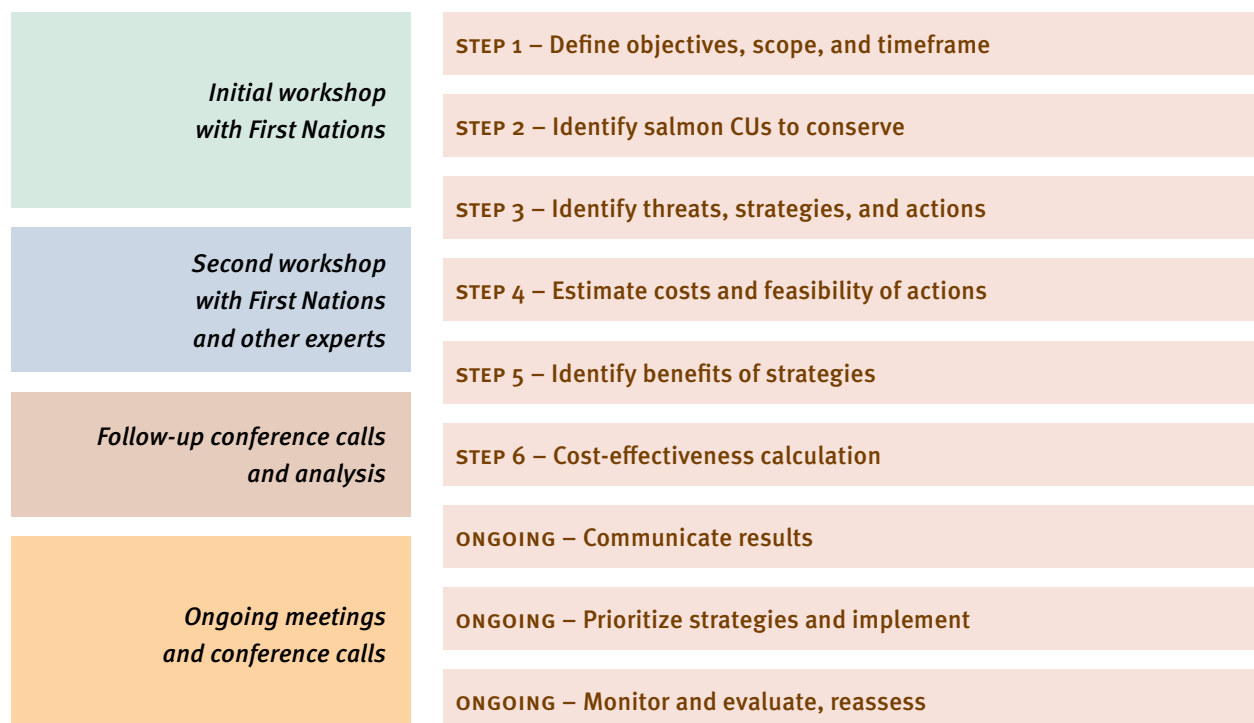 Initial workshop
with First Nations
Second workshop
with First Nations
and other experts
Follow-up conference calls
and analysis
Ongoing meetings
and conference calls
STEP 1 – Define objectives, scope, and timeframe
STEP 2 – Identify salmon CUs to conserve
STEP 3 – Identify threats, strategies, and actions
STEP 4 – Estimate costs and feasibility of actions
STEP 5 – Identify benefits of strategies
STEP 6 – Cost-effectiveness calculation
ONGOING – Communicate results
ONGOING – Prioritize strategies and implement
ONGOING – Monitor and evaluate, reassess